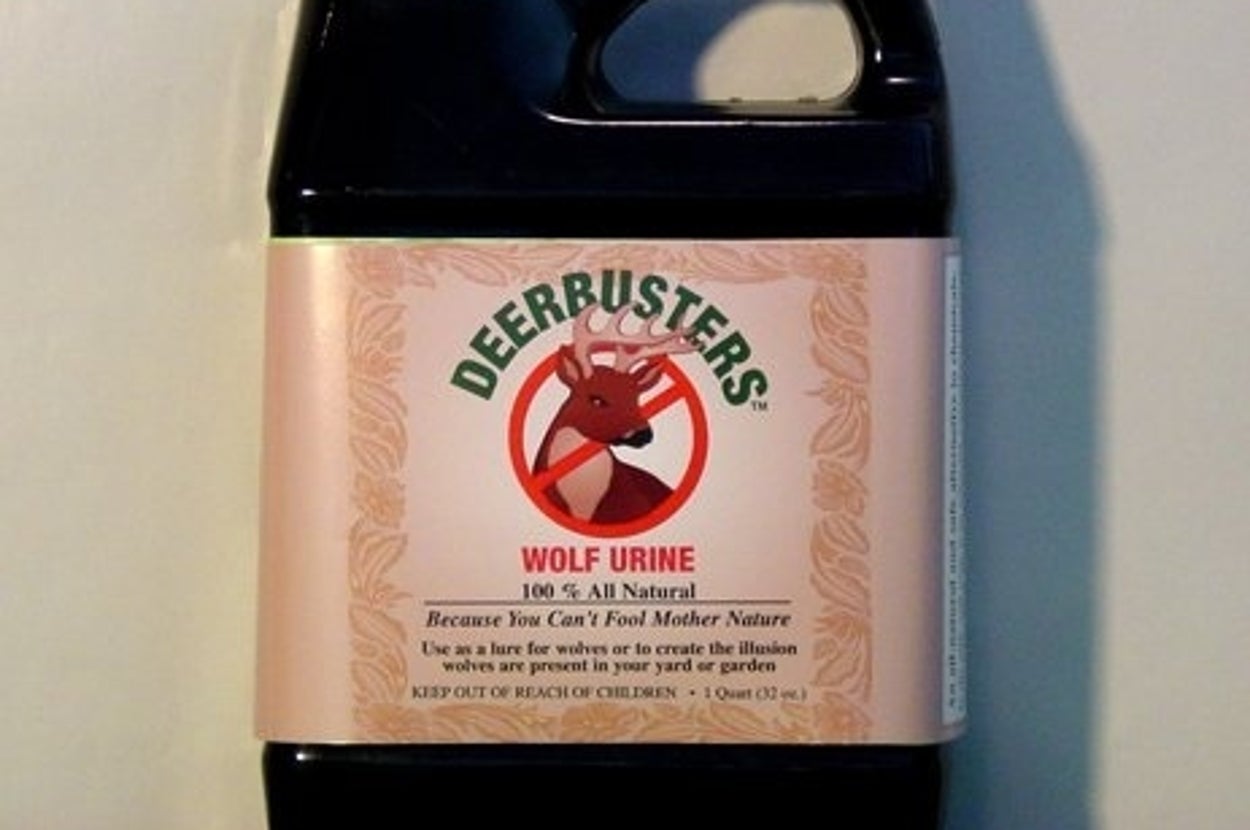 DEERBUSTERS™
WOLF URINE
100 % All Natural
Because You Can't Fool Mother Nature
Use as a lure for wolves or to create the illusion
wolves are present in your yard or garden
KEEP OUT OF REACH OF CHILDREN • 1 Quart (32 oz.)